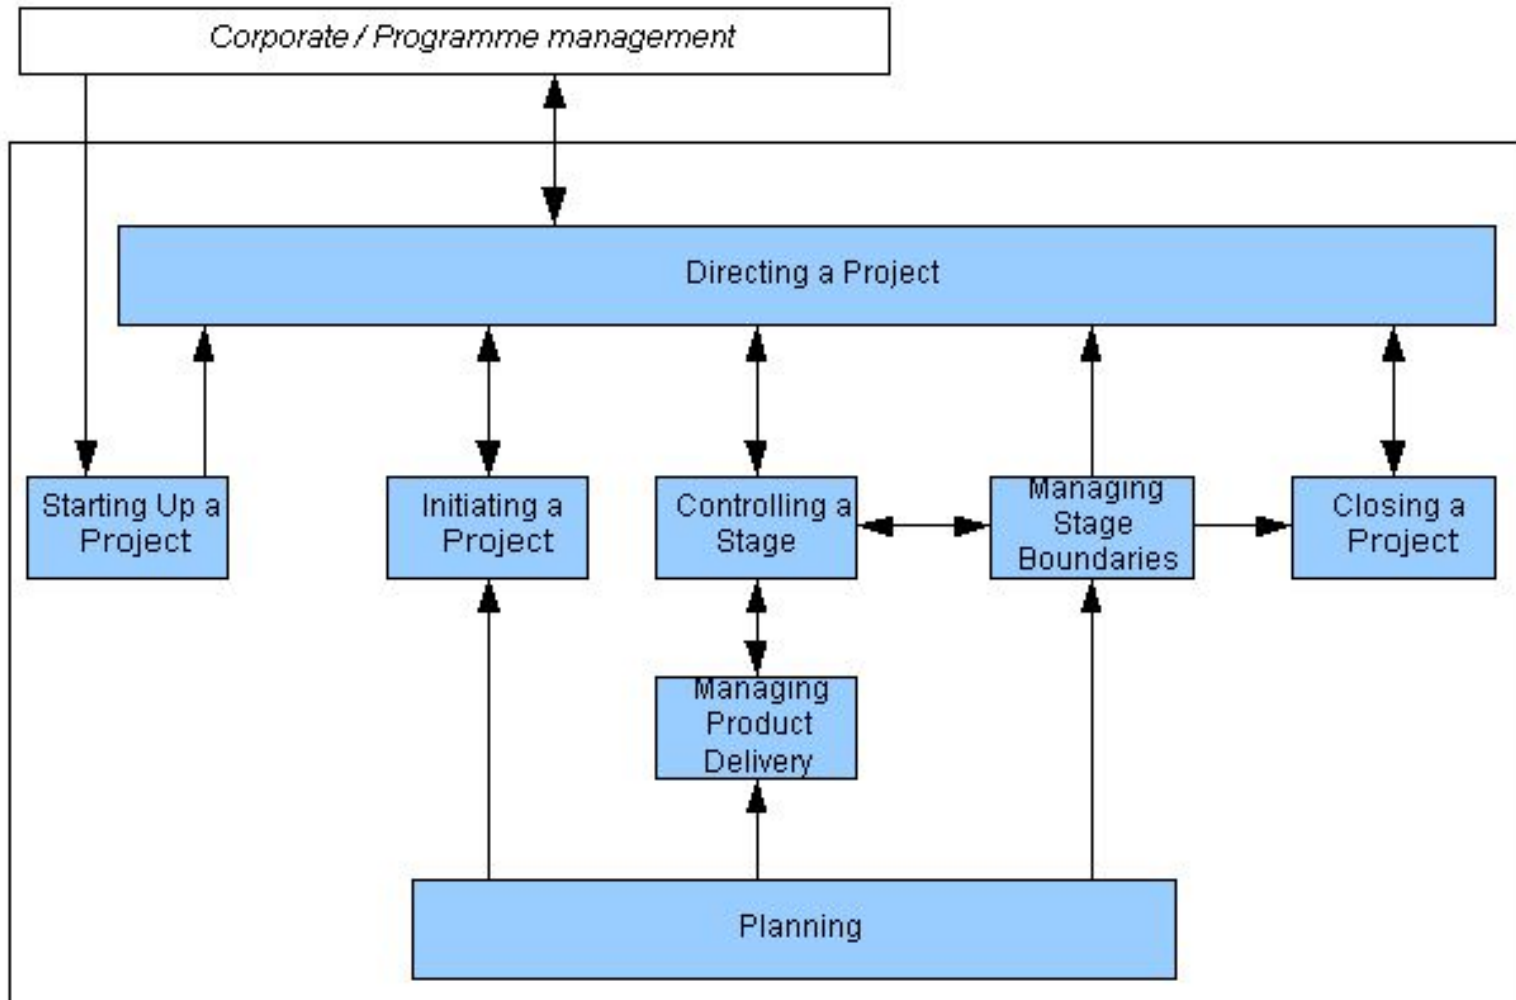 Corporate / Programme management
Directing a Project
Starting Up a
Project
Initiating a
Project
Controlling a
Stage
Managing
Stage
Boundaries
Closing a
Project
Managing
Product
Delivery
Planning